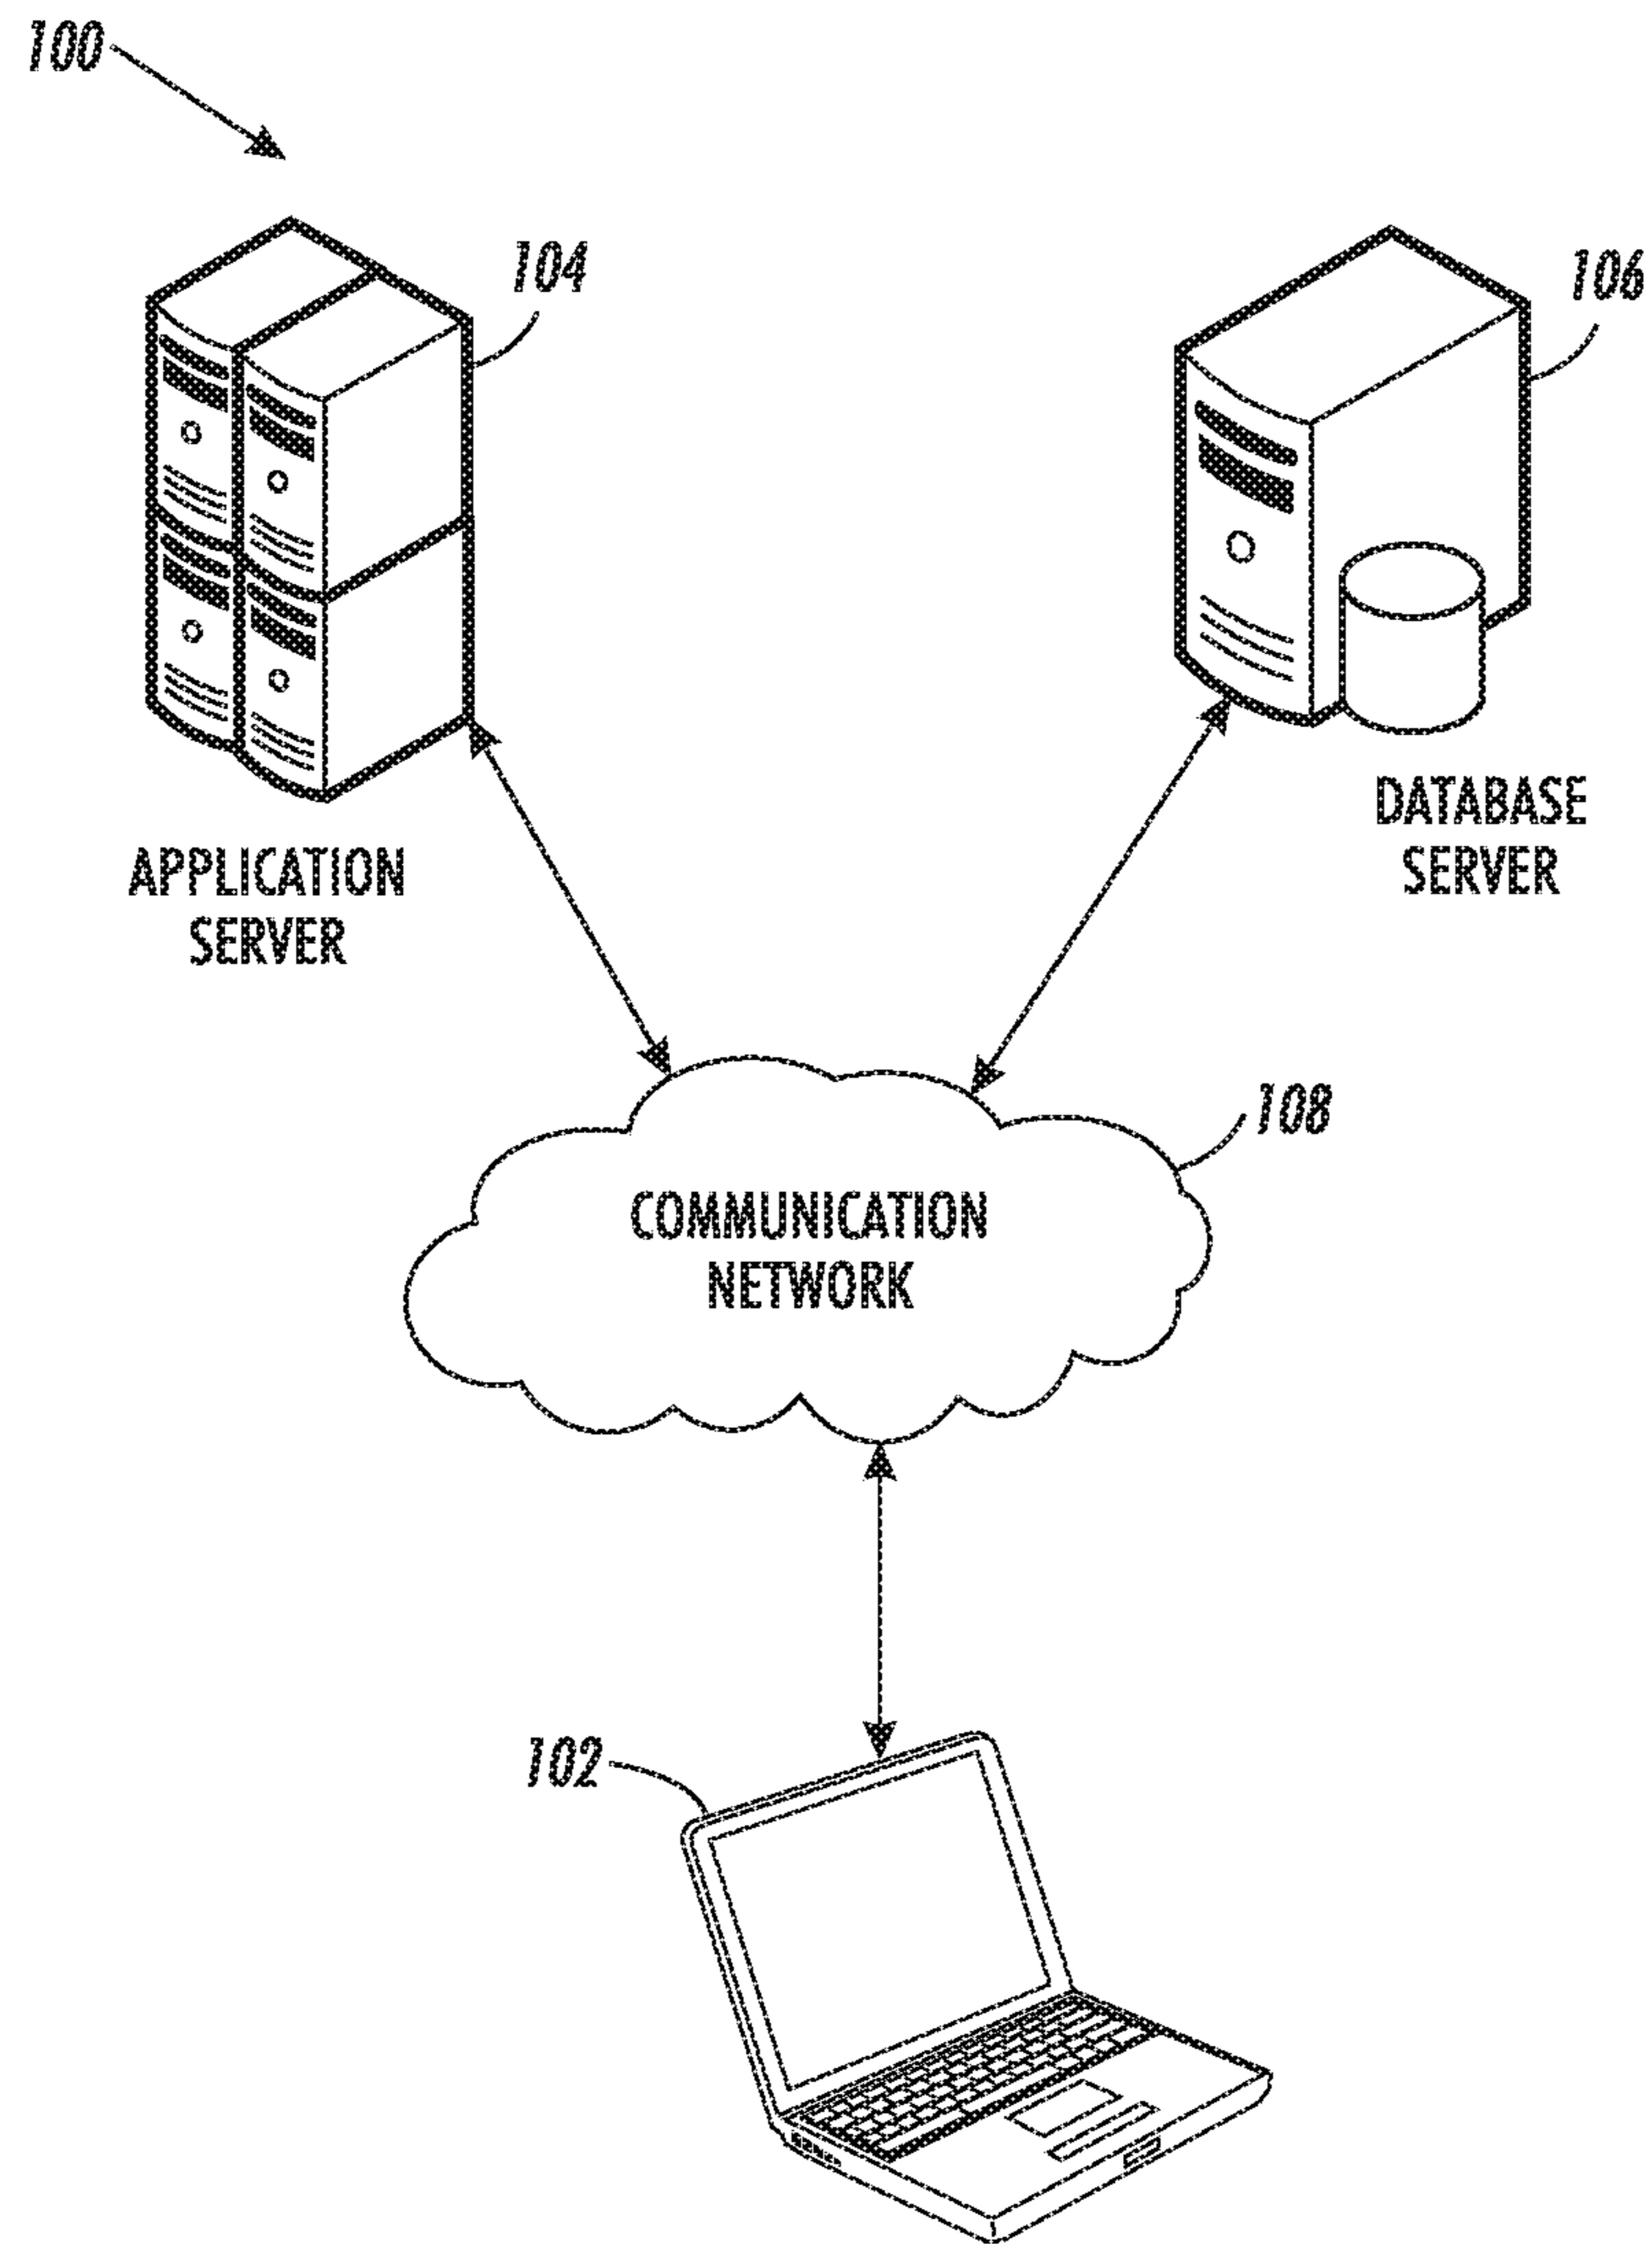 100
104
106
APPLICATION
SERVER
DATABASE
SERVER
108
COMMUNICATION
NETWORK
102